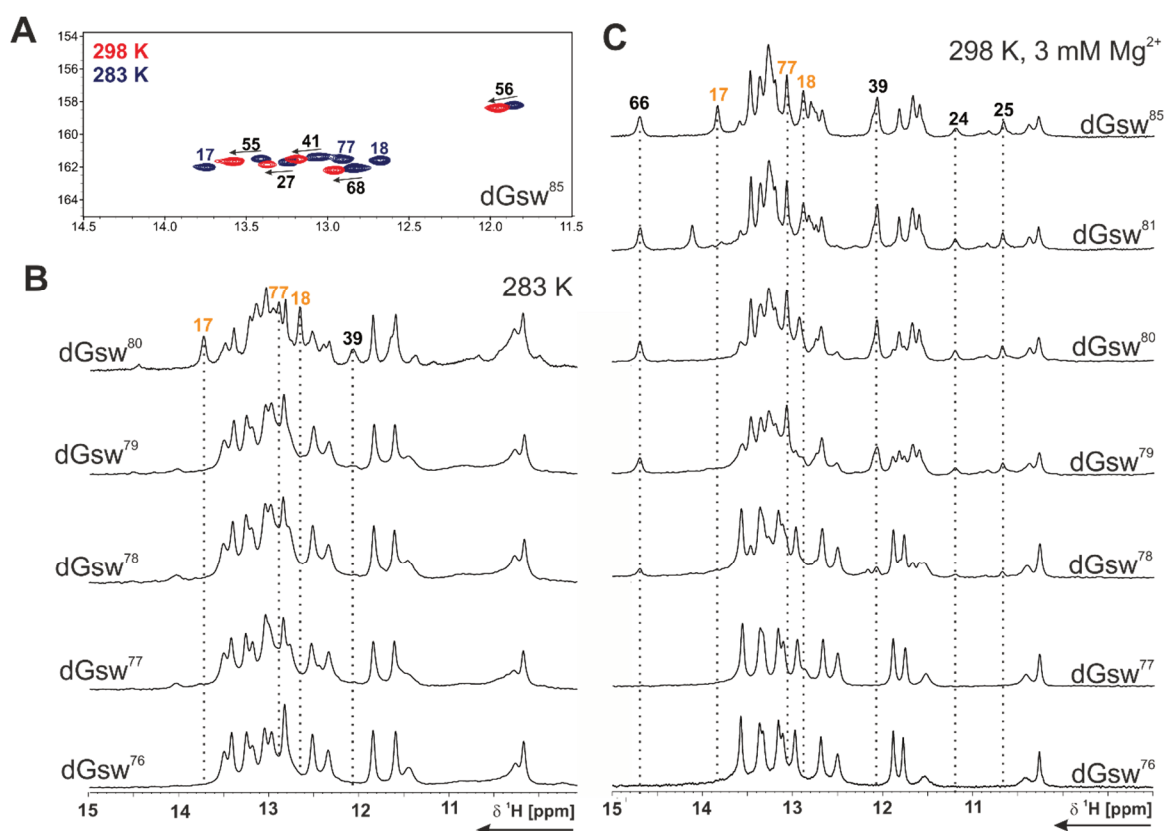 A
298 K
283 K
154
156
158
160
162
164
56
17
55
41
77
18
27
68
dGsw85
14.5
14.0
13.5
13.0
12.5
12.0
11.5
B
283 K
17
77
18
39
dGsw80
dGsw79
dGsw78
dGsw77
dGsw76
15
13
11
δ ¹H [ppm]
C
298 K, 3 mM Mg²⁺
66
17
77
18
39
24
25
dGsw85
dGsw81
dGsw80
dGsw79
dGsw78
dGsw77
dGsw76
15
14
13
12
11
δ ¹H [ppm]